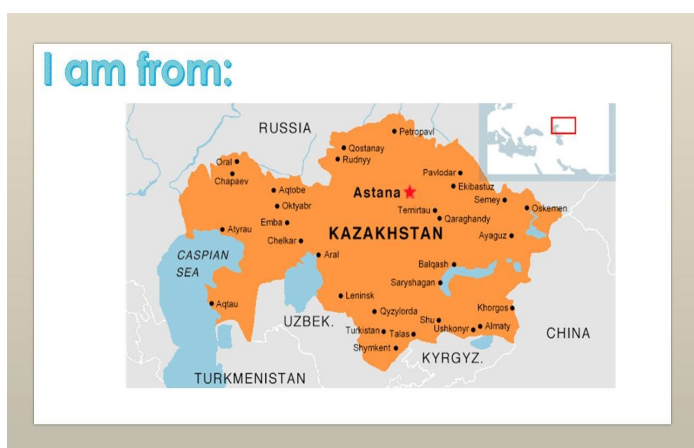 I am from:
RUSSIA
Petropavl
Qostanay
Rudnyy
Oral
Chapaev
Pavlodar
Ekibastuz
Aqtobe
Astana
Semey
Oktyabr
Temirtau
Oskemen
Qaraghandy
Emba
Atyrau
KAZAKHSTAN
Ayaguz
Chelkar
CASPIAN
SEA
Aral
Balqash
Saryshagan
Leninsk
Aqtau
Khorgos
Qyzylorda
UZBEK.
Shu
Almaty
Turkistan
Talas
Ushkonyr
CHINA
Shymkent
KYRGYZ.
TURKMENISTAN